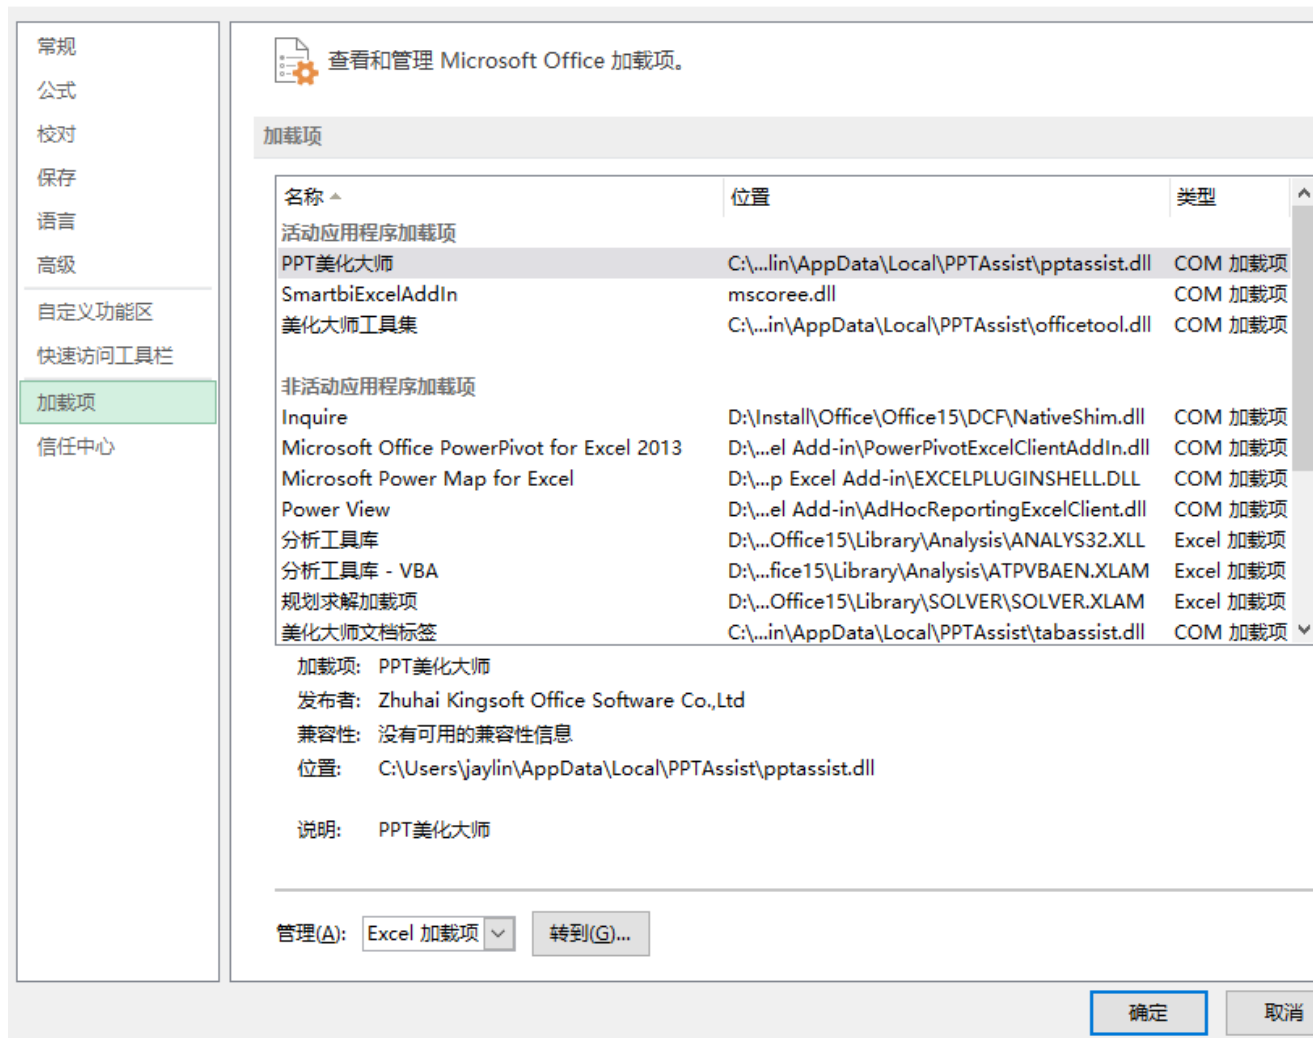 常规
公式
校对
保存
语言
高级
自定义功能区
快速访问工具栏
加载项
信任中心
查看和管理 Microsoft Office 加载项。
加载项
名称 位置 类型
活动应用程序加载项
PPT美化大师 C:\...lin\AppData\Local\PPTAssist\pptassist.dll COM 加载项
SmartbiExcelAddIn mscoree.dll COM 加载项
美化大师工具集 C:\...in\AppData\Local\PPTAssist\officetool.dll COM 加载项
非活动应用程序加载项
Inquire D:\Install\Office\Office15\DCF\NativeShim.dll COM 加载项
Microsoft Office PowerPivot for Excel 2013 D:\...el Add-in\PowerPivotExcelClientAddIn.dll COM 加载项
Microsoft Power Map for Excel D:\...p Excel Add-in\EXCELPLUGINSHELL.DLL COM 加载项
Power View D:\...el Add-in\AdHocReportingExcelClient.dll COM 加载项
分析工具库 D:\...Office15\Library\Analysis\ANALYS32.XLL Excel 加载项
分析工具库 - VBA D:\...fice15\Library\Analysis\ATPVBAEN.XLAM Excel 加载项
规划求解加载项 D:\...Office15\Library\SOLVER\SOLVER.XLAM Excel 加载项
美化大师文档标签 C:\...in\AppData\Local\PPTAssist\tabassist.dll COM 加载项
加载项: PPT美化大师
发布者: Zhuhai Kingsoft Office Software Co.,Ltd
兼容性: 没有可用的兼容性信息
位置: C:\Users\jaylin\AppData\Local\PPTAssist\pptassist.dll
说明: PPT美化大师
管理(A): Excel 加载项 转到(G)...
确定 取消